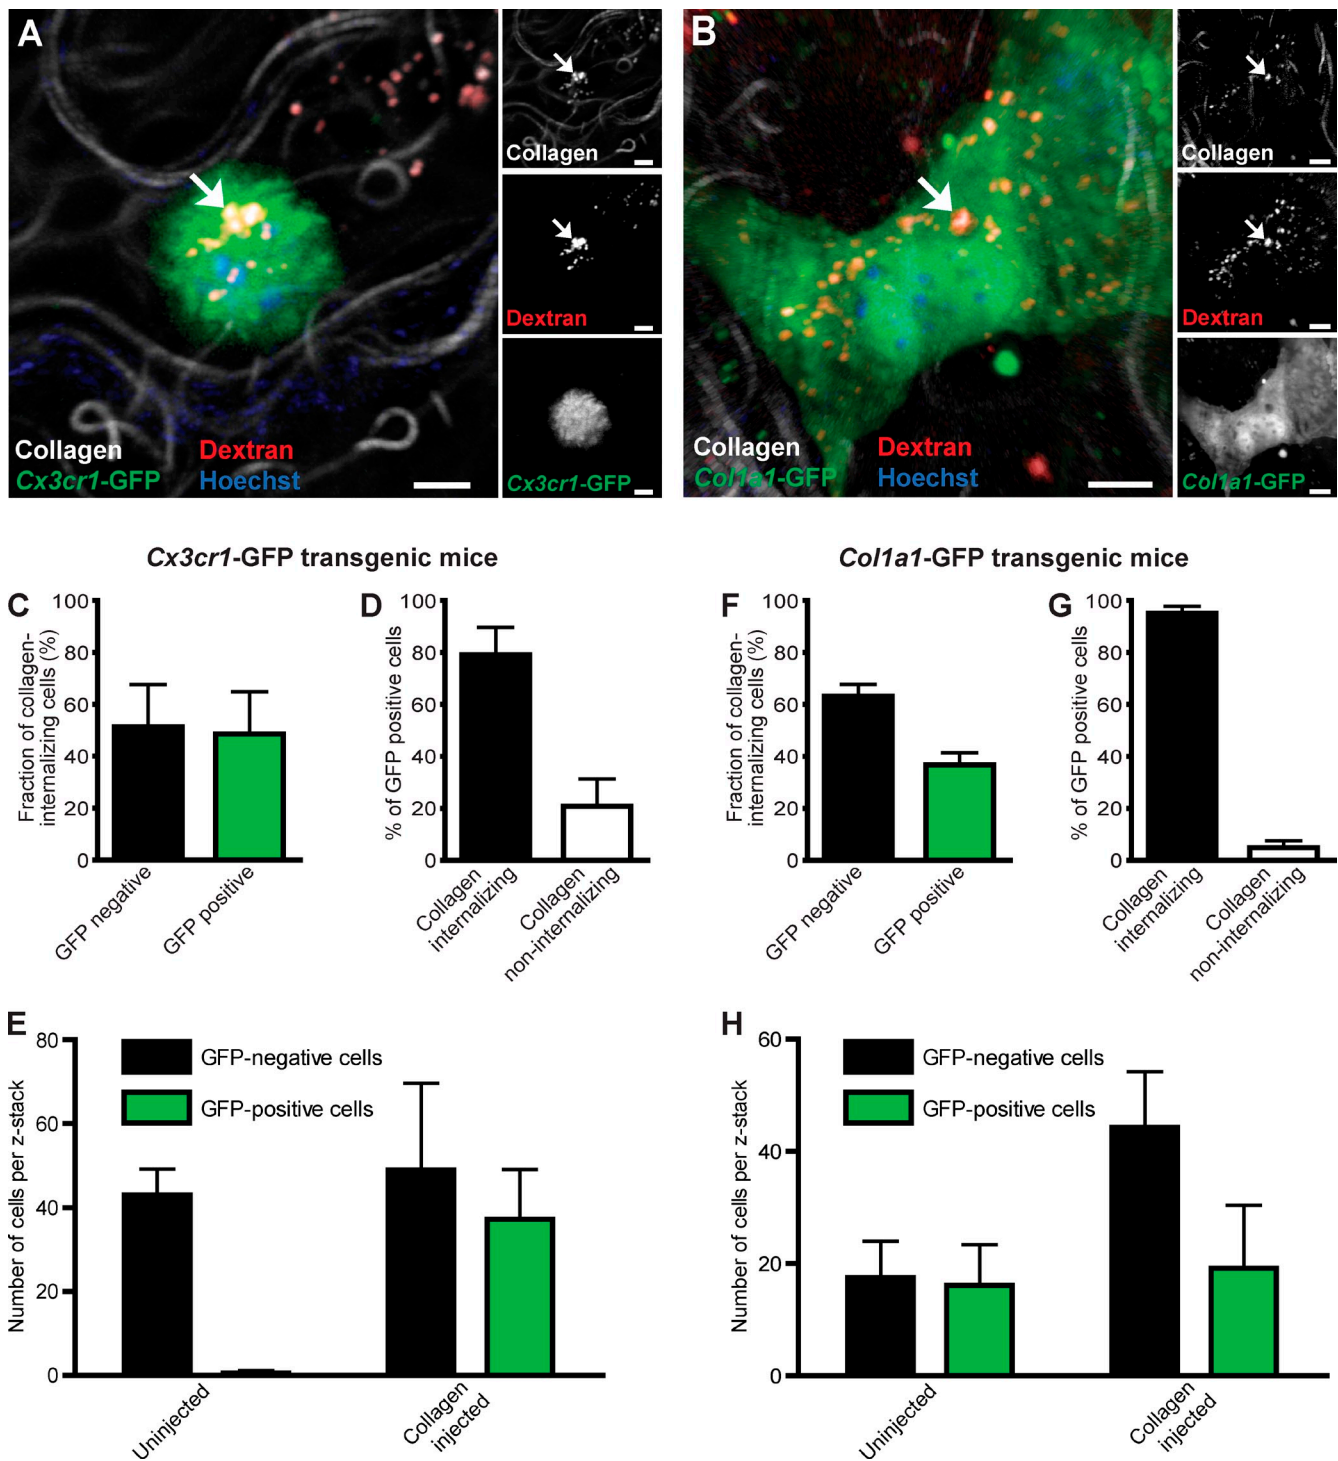 A
Collagen
Dextran
Cx3cr1-GFP
Collagen Dextran
Cx3cr1-GFP Hoechst
B
Collagen
Dextran
Col1a1-GFP
Collagen Dextran
Col1a1-GFP Hoechst
Cx3cr1-GFP transgenic mice
Col1a1-GFP transgenic mice
C
Fraction of collagen-
internalizing cells (%)
100
80
60
40
20
0
GFP negative
GFP positive
D
% of GFP positive cells
100
80
60
40
20
0
Collagen
internalizing
Collagen
non-internalizing
F
Fraction of collagen-
internalizing cells (%)
100
80
60
40
20
0
GFP negative
GFP positive
G
% of GFP positive cells
100
80
60
40
20
0
Collagen
internalizing
Collagen
non-internalizing
E
Number of cells per z-stack
80
60
40
20
0
GFP-negative cells
GFP-positive cells
Uninjected
Collagen
injected
H
Number of cells per z-stack
60
40
20
0
GFP-negative cells
GFP-positive cells
Uninjected
Collagen
injected